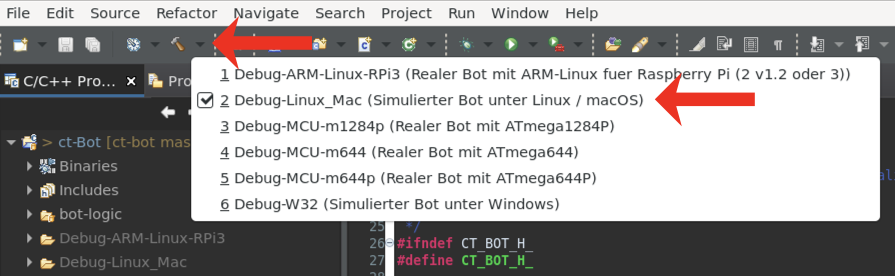 File Edit Source Refactor Navigate Search Project Run Window Help
C/C++ Pro... Pro
1 Debug-ARM-Linux-RPi3 (Realer Bot mit ARM-Linux fuer Raspberry Pi (2 v1.2 oder 3))
2 Debug-Linux_Mac (Simulierter Bot unter Linux / macOS)
3 Debug-MCU-m1284p (Realer Bot mit ATmega1284P)
4 Debug-MCU-m644 (Realer Bot mit ATmega644)
5 Debug-MCU-m644p (Realer Bot mit ATmega644P)
6 Debug-W32 (Simulierter Bot unter Windows)
> ct-Bot [ct-bot mas
Binaries
Includes
bot-logic
Debug-ARM-Linux-RPi3
Debug-Linux_Mac
al
25 */
26 #ifndef CT_BOT_H_
27 #define CT_BOT_H_